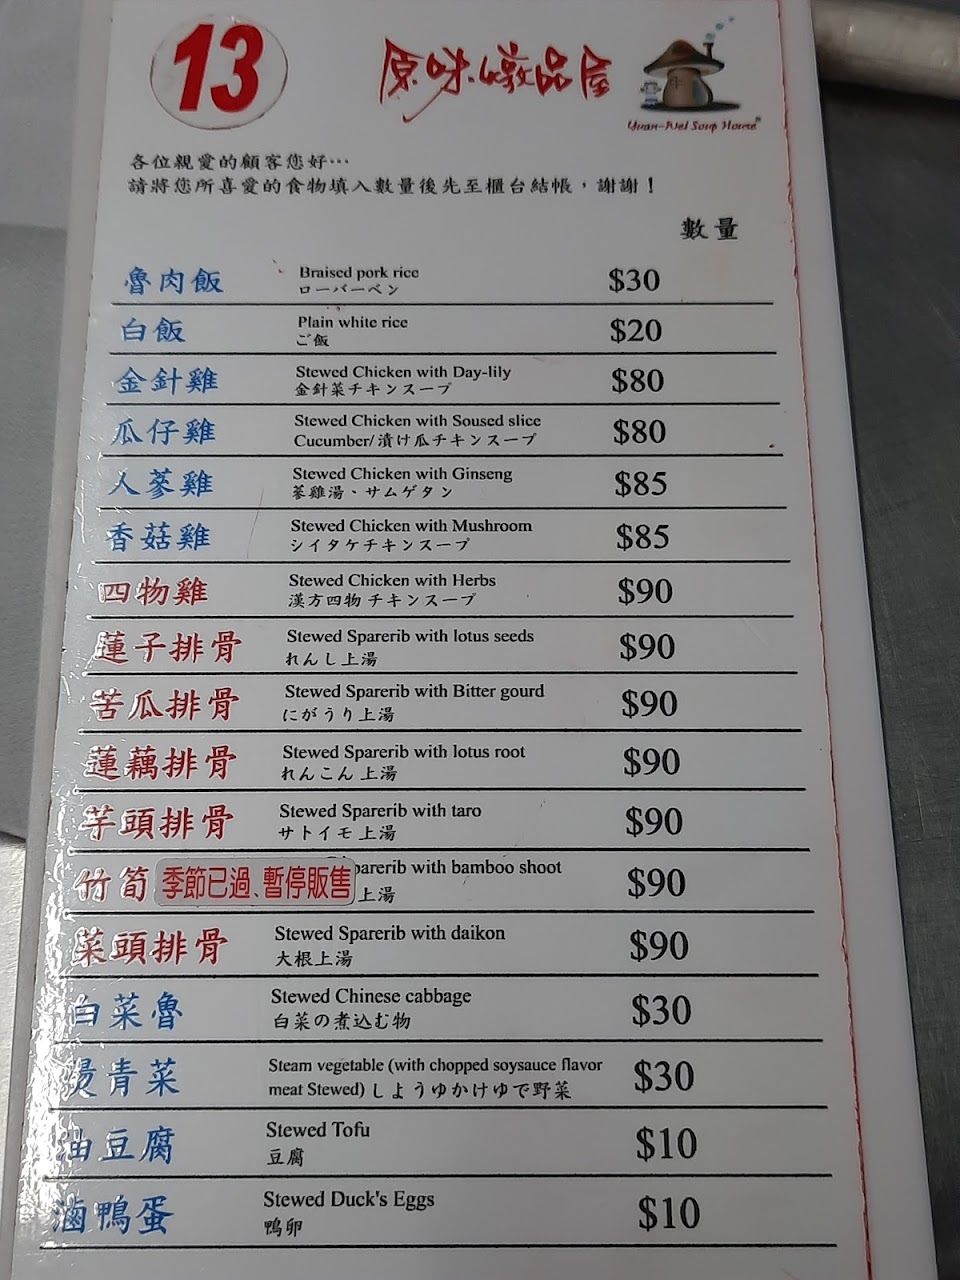 13
原味燉品屋
Yuan-Wei Soup House
各位親愛的顧客您好…
請將您所喜愛的食物填入數量後先至櫃台結帳，謝謝！
數量
魯肉飯 Braised pork rice $30
ローバーベン
白飯 Plain white rice $20
ご飯
金針雞 Stewed Chicken with Day-lily $80
金針菜チキンスープ
瓜仔雞 Stewed Chicken with Soused slice $80
Cucumber/漬け瓜チキンスープ
人蔘雞 Stewed Chicken with Ginseng $85
蔘雞湯、サムゲタン
香菇雞 Stewed Chicken with Mushroom $85
シイタケチキンスープ
四物雞 Stewed Chicken with Herbs $90
漢方四物 チキンスープ
蓮子排骨 Stewed Sparerib with lotus seeds $90
れんし上湯
苦瓜排骨 Stewed Sparerib with Bitter gourd $90
にがうり上湯
蓮藕排骨 Stewed Sparerib with lotus root $90
れんこん上湯
芋頭排骨 Stewed Sparerib with taro $90
サトイモ上湯
竹筍 季節已過、暫停販售 parerib with bamboo shoot $90
上湯
菜頭排骨 Stewed Sparerib with daikon $90
大根上湯
白菜魯 Stewed Chinese cabbage $30
白菜の煮込む物
燙青菜 Steam vegetable (with chopped soysauce flavor $30
meat Stewed) しようゆかけゆで野菜
油豆腐 Stewed Tofu $10
豆腐
滷鴨蛋 Stewed Duck's Eggs $10
鴨卵